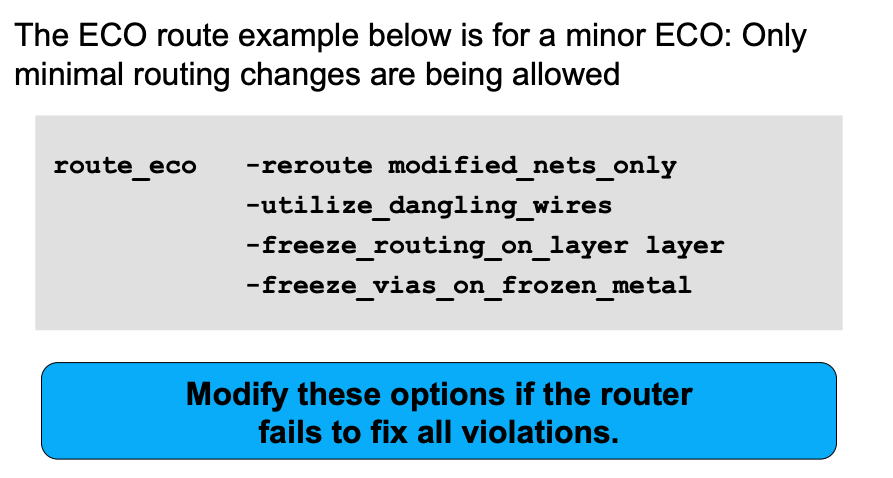 The ECO route example below is for a minor ECO: Only
minimal routing changes are being allowed
route_eco -reroute modified_nets_only
-utilize_dangling_wires
-freeze_routing_on_layer layer
-freeze_vias_on_frozen_metal
Modify these options if the router
fails to fix all violations.